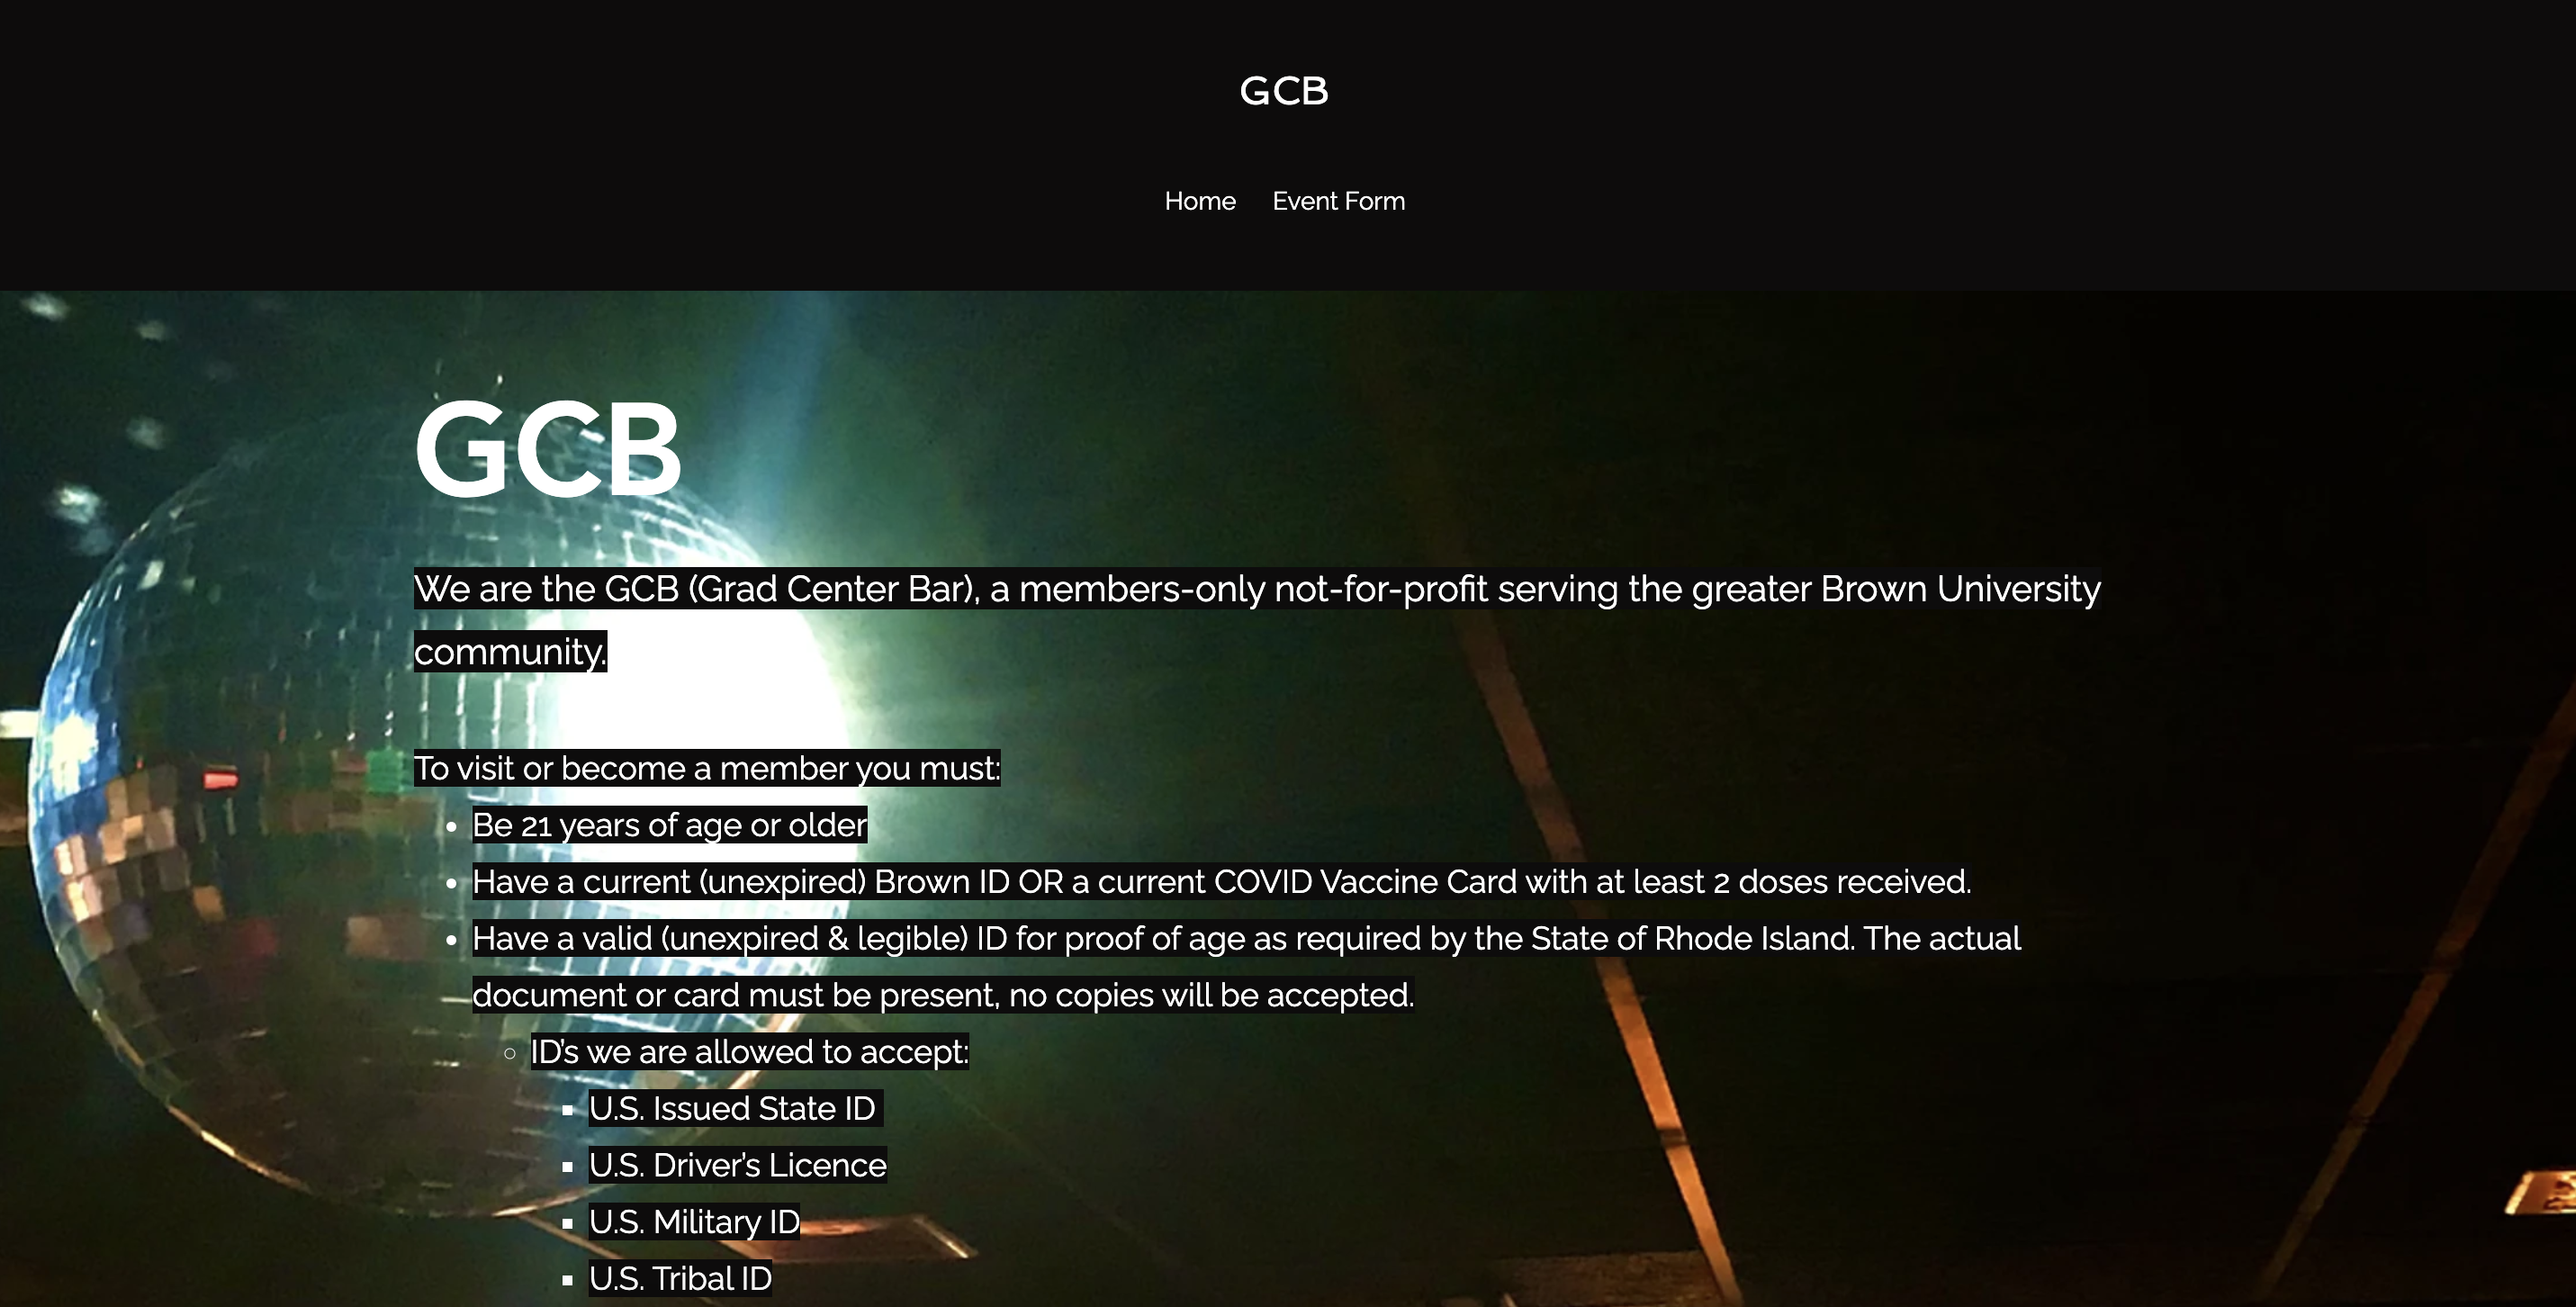 GCB
Home Event Form
GCB
We are the GCB (Grad Center Bar), a members-only not-for-profit serving the greater Brown University
community.
To visit or become a member you must:
Be 21 years of age or older
Have a current (unexpired) Brown ID OR a current COVID Vaccine Card with at least 2 doses received.
Have a valid (unexpired & legible) ID for proof of age as required by the State of Rhode Island. The actual
document or card must be present, no copies will be accepted.
ID’s we are allowed to accept:
U.S. Issued State ID
U.S. Driver’s Licence
U.S. Military ID
U.S. Tribal ID